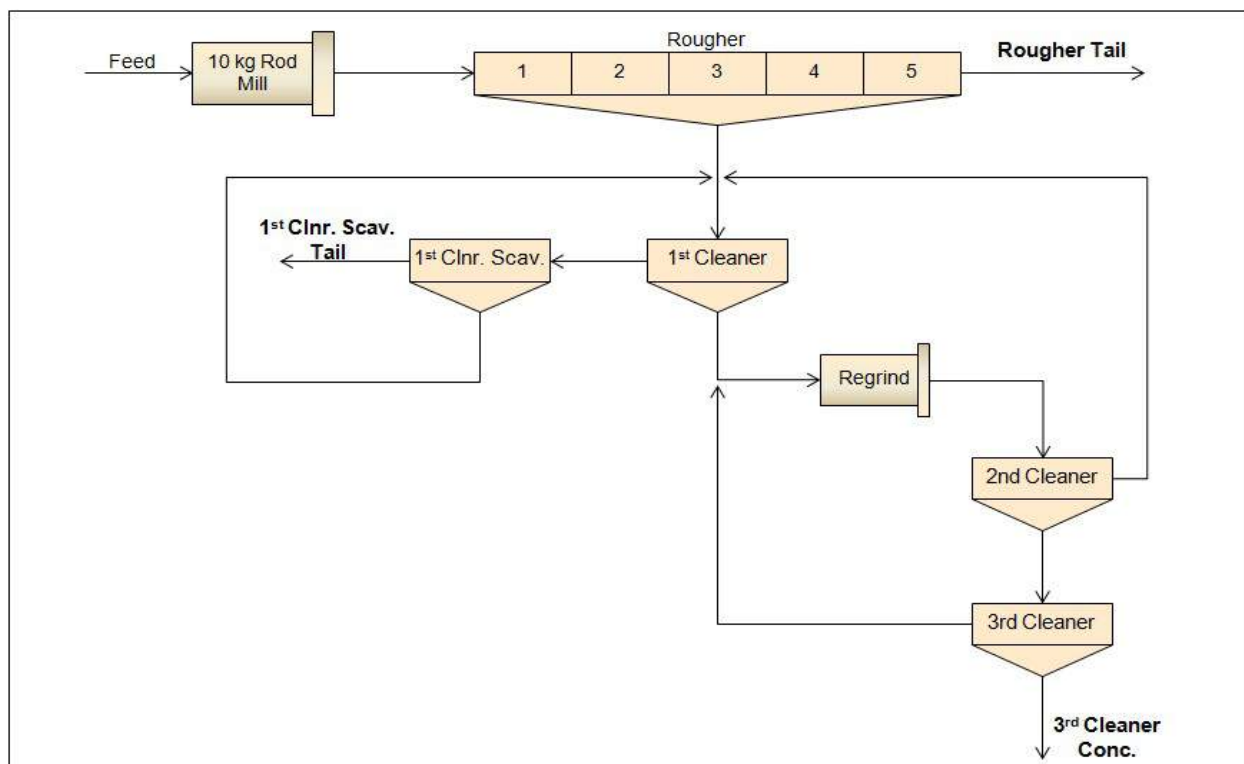 Rougher
Feed
10 kg Rod
Mill
1
2
3
4
5
Rougher Tail
1st Clnr. Scav.
Tail
1st Clnr. Scav.
1st Cleaner
Regrind
2nd Cleaner
3rd Cleaner
3rd Cleaner
Conc.